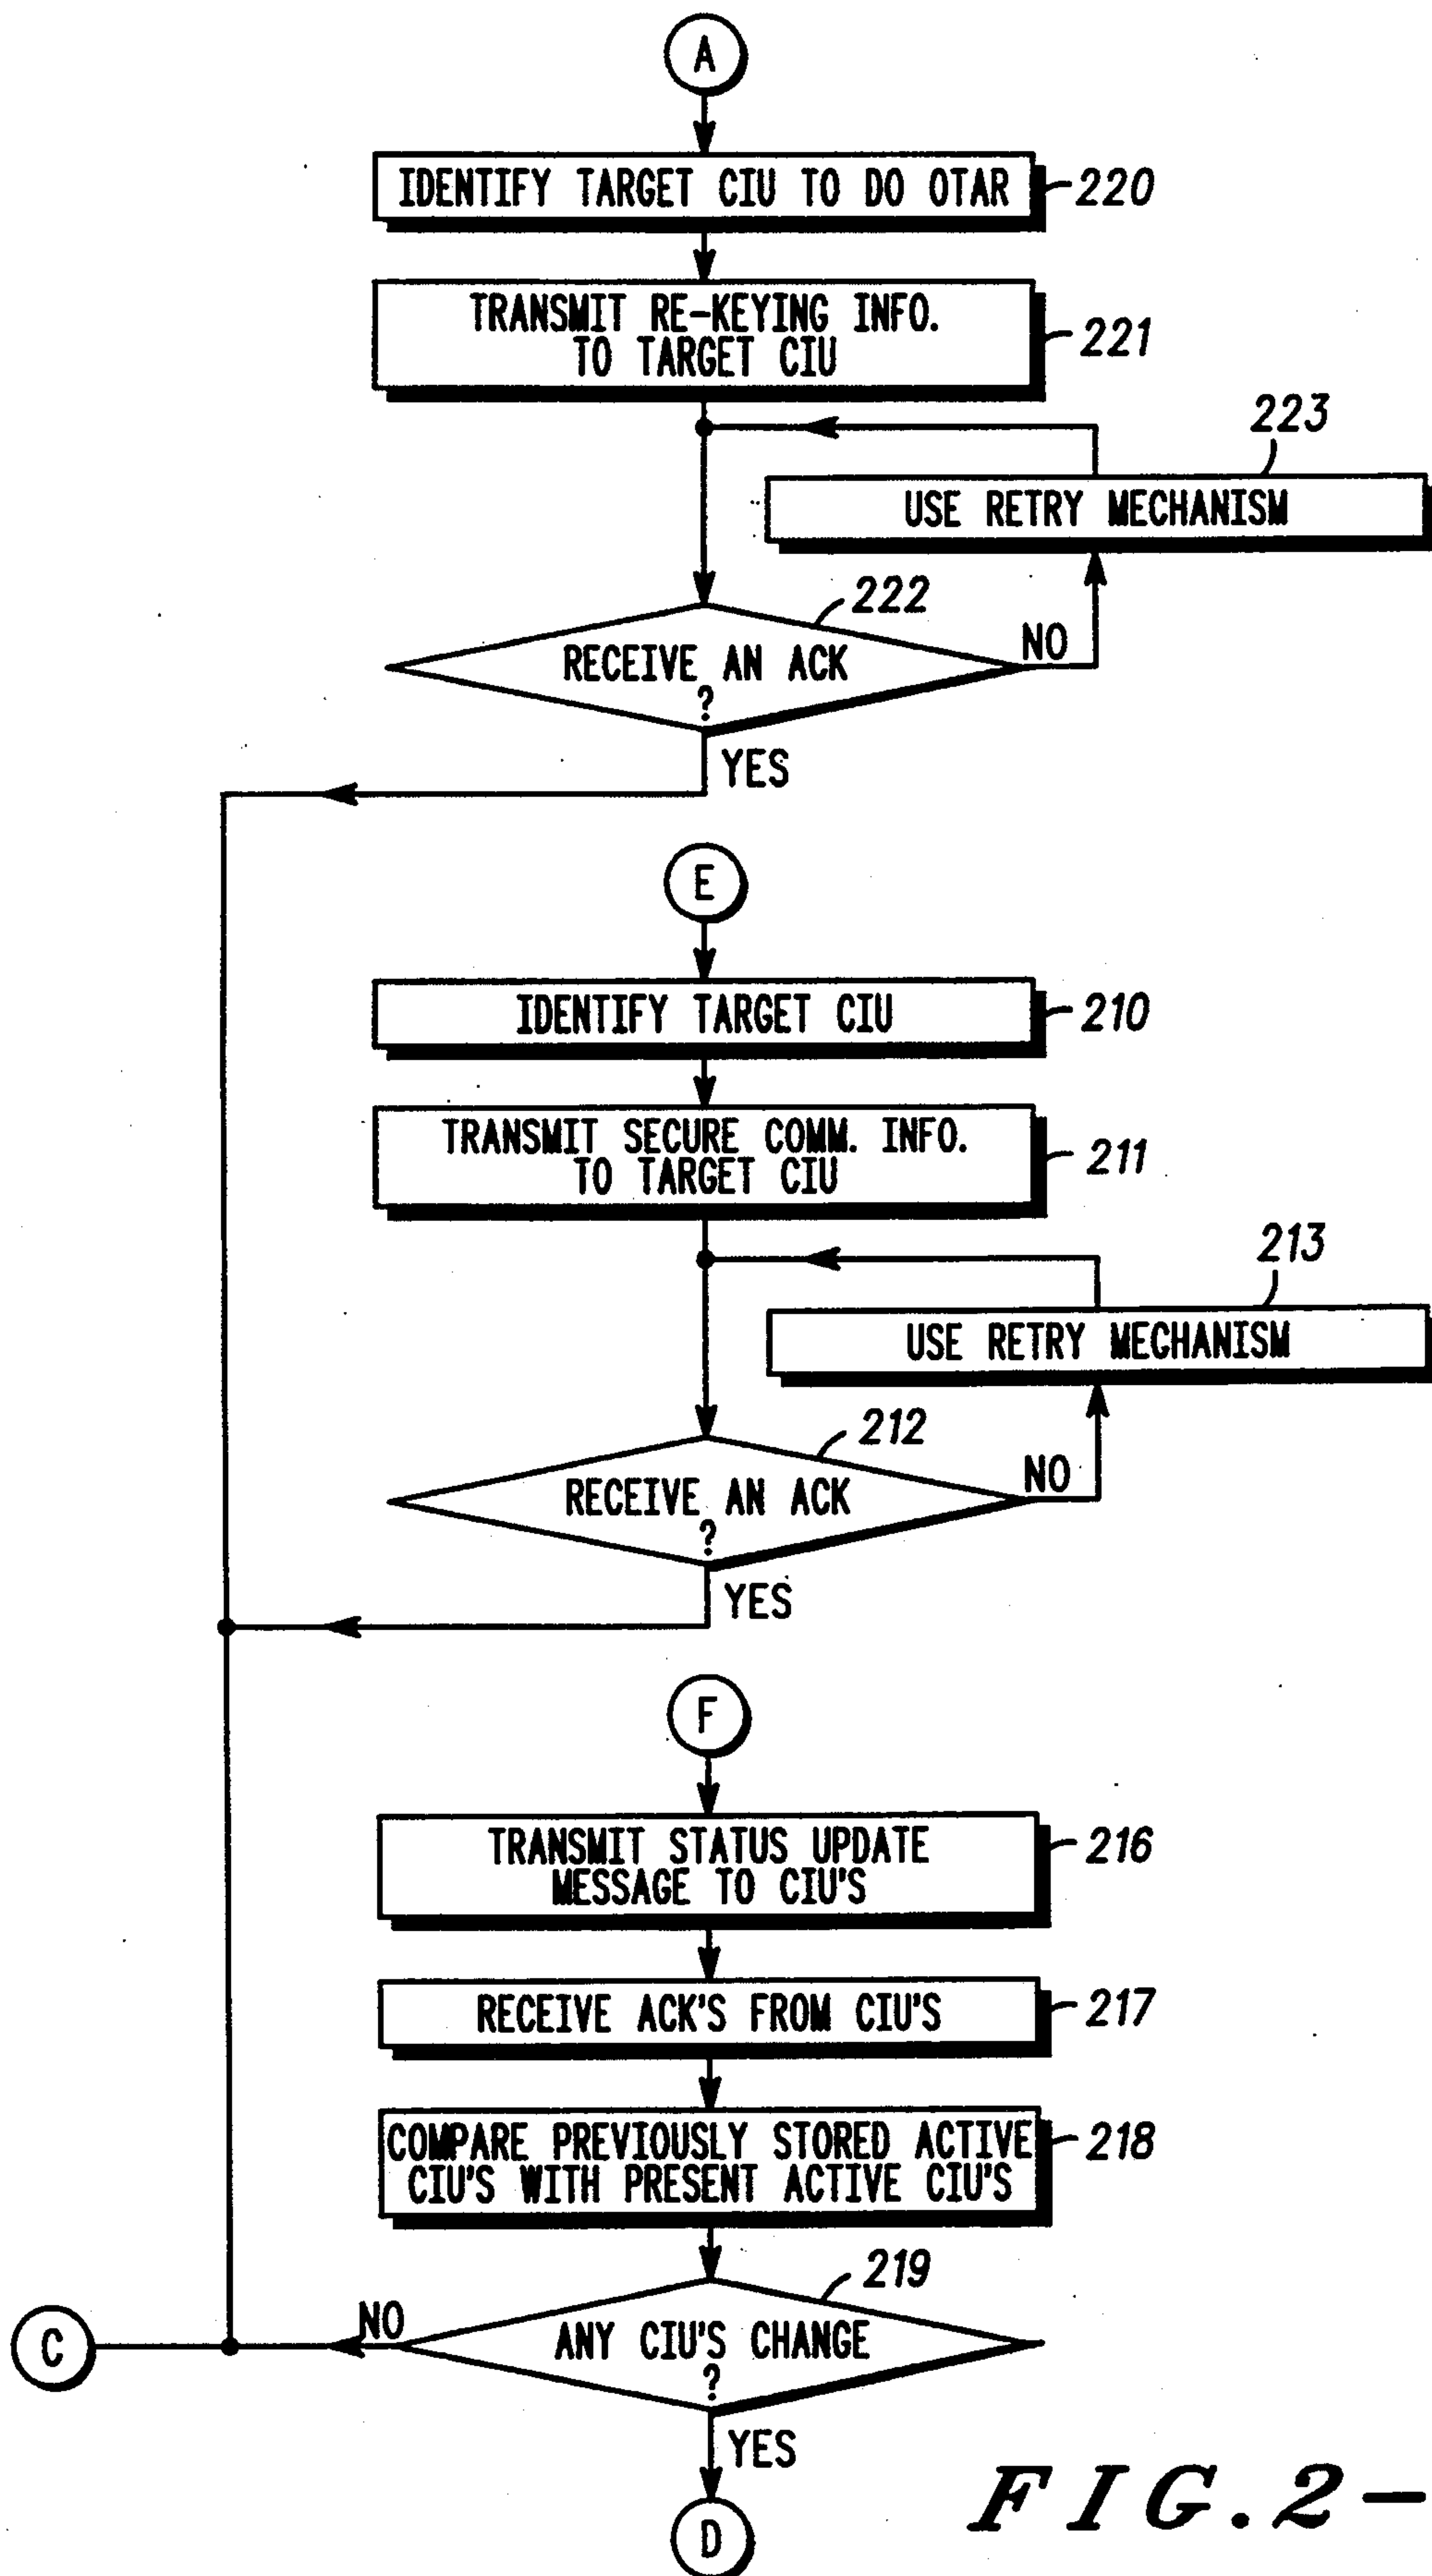 A
IDENTIFY TARGET CIU TO DO OTAR
220
TRANSMIT RE-KEYING INFO.
TO TARGET CIU
221
223
USE RETRY MECHANISM
222
RECEIVE AN ACK
?
NO
YES
E
IDENTIFY TARGET CIU
210
TRANSMIT SECURE COMM. INFO.
TO TARGET CIU
211
213
USE RETRY MECHANISM
212
RECEIVE AN ACK
?
NO
YES
F
TRANSMIT STATUS UPDATE
MESSAGE TO CIU'S
216
RECEIVE ACK'S FROM CIU'S
217
COMPARE PREVIOUSLY STORED ACTIVE
CIU'S WITH PRESENT ACTIVE CIU'S
218
219
C
NO
ANY CIU'S CHANGE
?
YES
D
FIG.2-